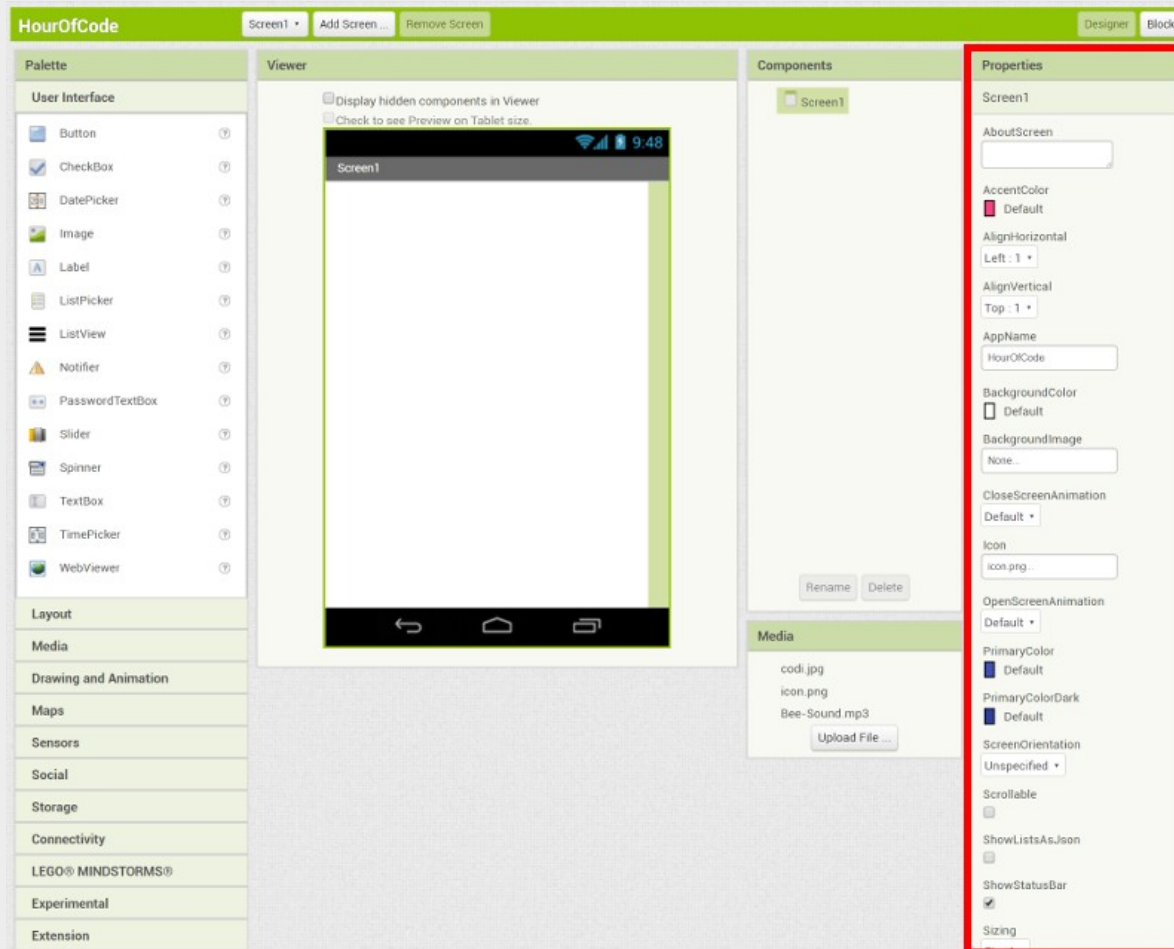 HourOfCode
Screen1
Add Screen ...
Remove Screen
Designer
Block
Palette
User Interface
Button
CheckBox
DatePicker
Image
Label
ListPicker
ListView
Notifier
PasswordTextBox
Slider
Spinner
TextBox
TimePicker
WebViewer
Layout
Media
Drawing and Animation
Maps
Sensors
Social
Storage
Connectivity
LEGO® MINDSTORMS®
Experimental
Extension
Viewer
Display hidden components in Viewer
Check to see Preview on Tablet size.
9:48
Screen1
Components
Screen1
Rename
Delete
Media
codi.jpg
icon.png
Bee-Sound.mp3
Upload File ...
Properties
Screen1
AboutScreen
AccentColor
Default
AlignHorizontal
Left : 1
AlignVertical
Top : 1
AppName
HourOfCode
BackgroundColor
Default
BackgroundImage
None...
CloseScreenAnimation
Default
Icon
icon.png...
OpenScreenAnimation
Default
PrimaryColor
Default
PrimaryColorDark
Default
ScreenOrientation
Unspecified
Scrollable
ShowListsAsJson
ShowStatusBar
Sizing